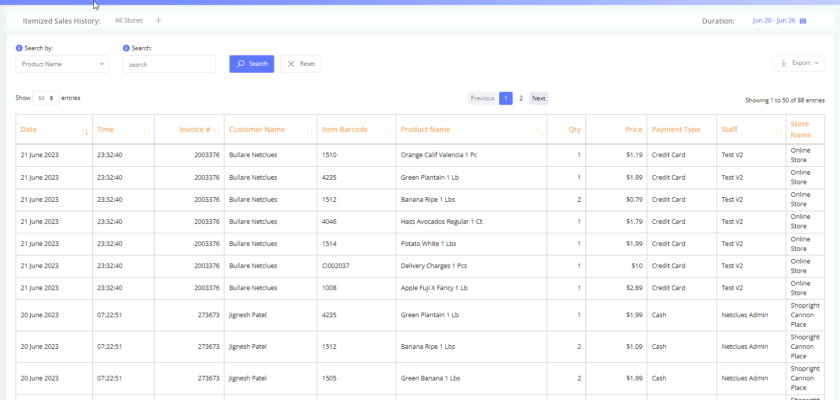 Itemized Sales History: All Stores + Duration: Jun 20 - Jun 26
Search by: Search:
Product Name search Search Reset Export
Show 50 entries Previous 1 2 Next Showing 1 to 50 of 88 entries
Date Time Invoice # Customer Name Item Barcode Product Name Qty Price Payment Type Staff Store Name
21 June 2023 23:32:40 2003376 Bullare Netclues 1510 Orange Calif Valencia 1 Pc 1 $1.19 Credit Card Test V2 Online Store
21 June 2023 23:32:40 2003376 Bullare Netclues 4235 Green Plantain 1 Lb 1 $1.99 Credit Card Test V2 Online Store
21 June 2023 23:32:40 2003376 Bullare Netclues 1512 Banana Ripe 1 Lbs 2 $0.79 Credit Card Test V2 Online Store
21 June 2023 23:32:40 2003376 Bullare Netclues 4046 Hass Avocados Regular 1 Ct 1 $1.79 Credit Card Test V2 Online Store
21 June 2023 23:32:40 2003376 Bullare Netclues 1514 Potato White 1 Lbs 1 $1.99 Credit Card Test V2 Online Store
21 June 2023 23:32:40 2003376 Bullare Netclues CI002037 Delivery Charges 1 Pcs 1 $10 Credit Card Test V2 Online Store
21 June 2023 23:32:40 2003376 Bullare Netclues 1008 Apple Fuji X Fancy 1 Lb 1 $2.89 Credit Card Test V2 Online Store
20 June 2023 07:22:51 273673 Jignesh Patel 4235 Green Plantain 1 Lb 1 $1.99 Cash Netclues Admin Shopright Cannon Place
20 June 2023 07:22:51 273673 Jignesh Patel 1512 Banana Ripe 1 Lbs 2 $1.09 Cash Netclues Admin Shopright Cannon Place
20 June 2023 07:22:51 273673 Jignesh Patel 1505 Green Banana 1 Lbs 2 $1.99 Cash Netclues Admin Shopright Cannon Place